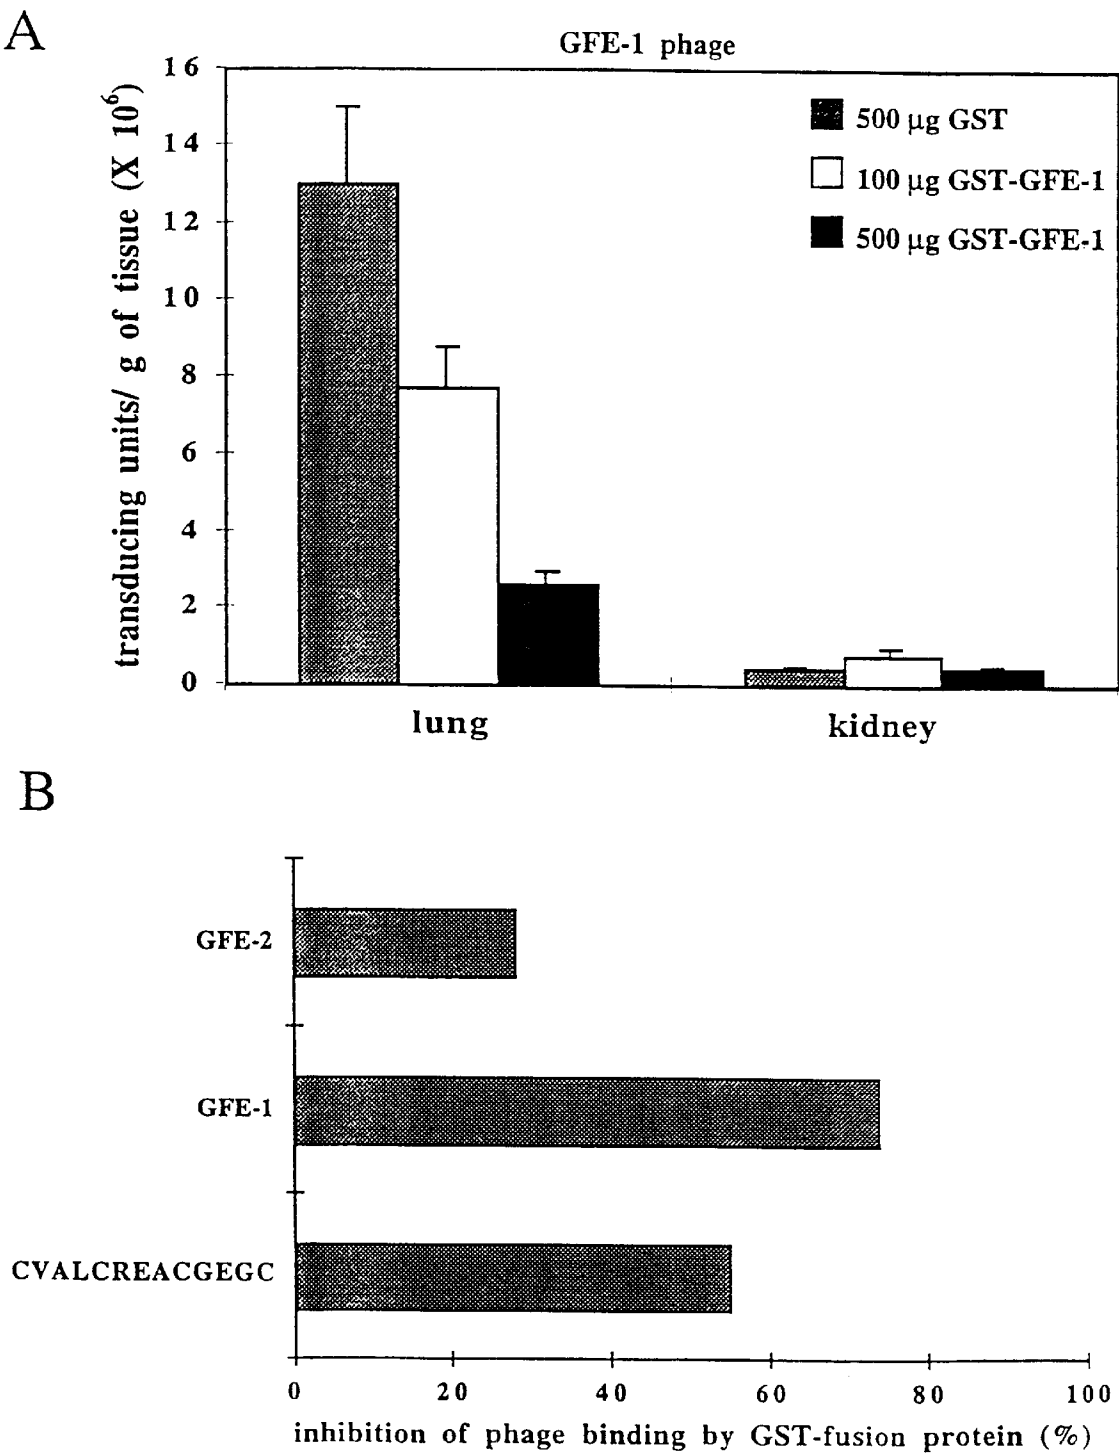 A
GFE-1 phage
transducing units/ g of tissue (X 10⁶)
16
14
12
10
8
6
4
2
0
500 µg GST
100 µg GST-GFE-1
500 µg GST-GFE-1
lung
kidney
B
GFE-2
GFE-1
CVALCREACGEGC
0 20 40 60 80 100
inhibition of phage binding by GST-fusion protein (%)